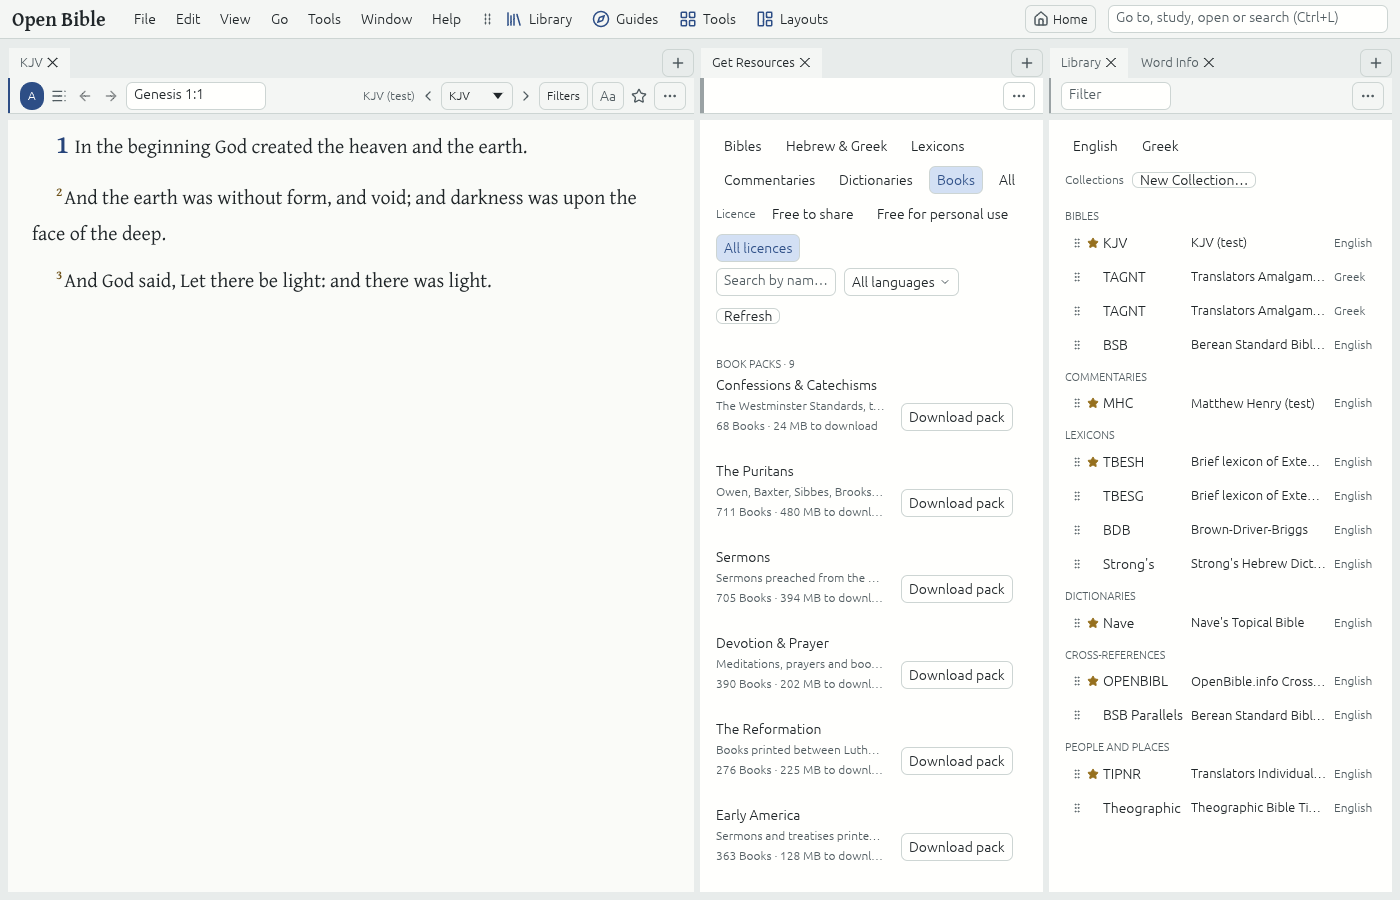 Open Bible File Edit View Go Tools Window Help Library Guides Tools Layouts Home Go to, study, open or search (Ctrl+L)
KJV
A Genesis 1:1 KJV (test) KJV Filters Aa
1 In the beginning God created the heaven and the earth.
2 And the earth was without form, and void; and darkness was upon the
face of the deep.
3 And God said, Let there be light: and there was light.
Get Resources
Bibles Hebrew & Greek Lexicons
Commentaries Dictionaries Books All
Licence Free to share Free for personal use
All licences
Search by nam… All languages
Refresh
BOOK PACKS · 9
Confessions & Catechisms
The Westminster Standards, t…
68 Books · 24 MB to download
Download pack
The Puritans
Owen, Baxter, Sibbes, Brooks…
711 Books · 480 MB to downl…
Download pack
Sermons
Sermons preached from the …
705 Books · 394 MB to downl…
Download pack
Devotion & Prayer
Meditations, prayers and boo…
390 Books · 202 MB to downl…
Download pack
The Reformation
Books printed between Luth…
276 Books · 225 MB to downl…
Download pack
Early America
Sermons and treatises printe…
363 Books · 128 MB to downl…
Download pack
Library Word Info
Filter
English Greek
Collections New Collection…
BIBLES
KJV KJV (test) English
TAGNT Translators Amalgam… Greek
TAGNT Translators Amalgam… Greek
BSB Berean Standard Bibl… English
COMMENTARIES
MHC Matthew Henry (test) English
LEXICONS
TBESH Brief lexicon of Exte… English
TBESG Brief lexicon of Exte… English
BDB Brown-Driver-Briggs English
Strong's Strong's Hebrew Dict… English
DICTIONARIES
Nave Nave's Topical Bible English
CROSS-REFERENCES
OPENBIBL OpenBible.info Cross… English
BSB Parallels Berean Standard Bibl… English
PEOPLE AND PLACES
TIPNR Translators Individual… English
Theographic Theographic Bible Ti… English